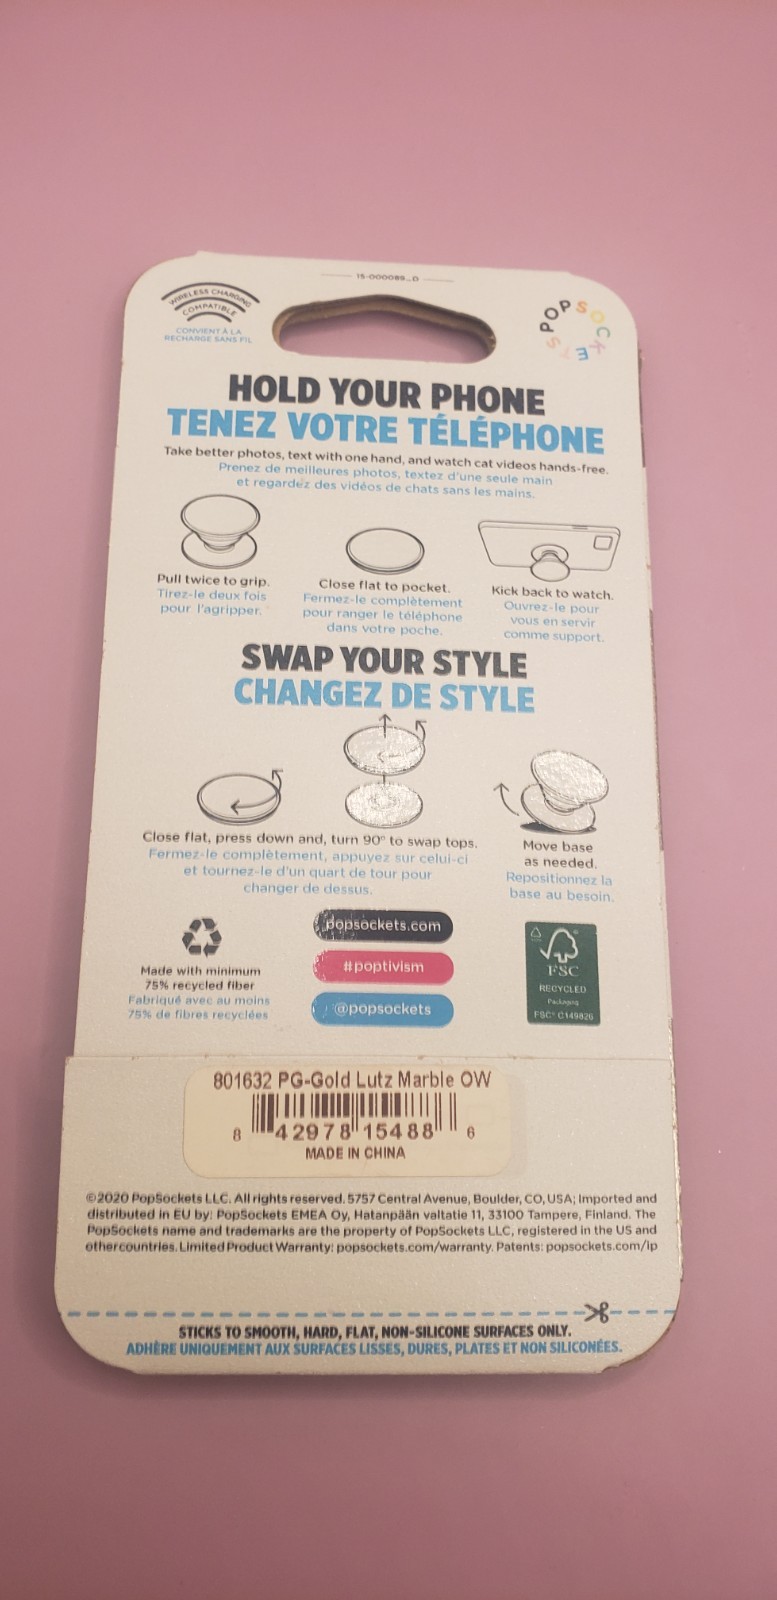 IS-000089_D
WIRELESS CHARGING
COMPATIBLE
CONVIENT À LA
RECHARGE SANS FIL
POPSOCKETS
HOLD YOUR PHONE
TENEZ VOTRE TÉLÉPHONE
Take better photos, text with one hand, and watch cat videos hands-free.
Prenez de meilleures photos, textez d'une seule main
et regardez des vidéos de chats sans les mains.
Pull twice to grip.
Tirez-le deux fois
pour l'agripper.
Close flat to pocket.
Fermez-le complètement
pour ranger le téléphone
dans votre poche.
Kick back to watch.
Ouvrez-le pour
vous en servir
comme support.
SWAP YOUR STYLE
CHANGEZ DE STYLE
Close flat, press down and, turn 90° to swap tops.
Fermez-le complètement, appuyez sur celui-ci
et tournez-le d'un quart de tour pour
changer de dessus.
Move base
as needed.
Repositionnez la
base au besoin.
Made with minimum
75% recycled fiber
Fabriqué avec au moins
75% de fibres recyclées
popsockets.com
#poptivism
@popsockets
FSC
RECYCLED
Packaging
FSC® C149826
801632 PG-Gold Lutz Marble OW
8 42978 15488 6
MADE IN CHINA
©2020 PopSockets LLC. All rights reserved. 5757 Central Avenue, Boulder, CO, USA; Imported and
distributed in EU by: PopSockets EMEA Oy, Hatanpään valtatie 11, 33100 Tampere, Finland. The
PopSockets name and trademarks are the property of PopSockets LLC, registered in the US and
other countries. Limited Product Warranty: popsockets.com/warranty. Patents: popsockets.com/ip
STICKS TO SMOOTH, HARD, FLAT, NON-SILICONE SURFACES ONLY.
ADHÈRE UNIQUEMENT AUX SURFACES LISSES, DURES, PLATES ET NON SILICONÉES.